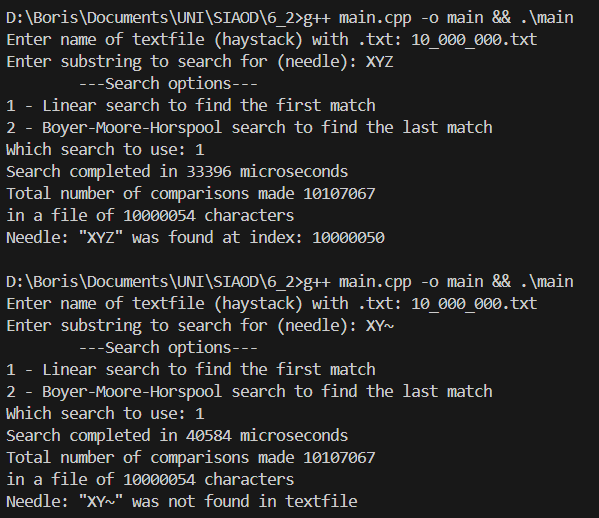 D:\Boris\Documents\UNI\SIAOD\6_2>g++ main.cpp -o main && .\main
Enter name of textfile (haystack) with .txt: 10_000_000.txt
Enter substring to search for (needle): XYZ
        ---Search options---
1 - Linear search to find the first match
2 - Boyer-Moore-Horspool search to find the last match
Which search to use: 1
Search completed in 33396 microseconds
Total number of comparisons made 10107067
in a file of 10000054 characters
Needle: "XYZ" was found at index: 10000050

D:\Boris\Documents\UNI\SIAOD\6_2>g++ main.cpp -o main && .\main
Enter name of textfile (haystack) with .txt: 10_000_000.txt
Enter substring to search for (needle): XY~
        ---Search options---
1 - Linear search to find the first match
2 - Boyer-Moore-Horspool search to find the last match
Which search to use: 1
Search completed in 40584 microseconds
Total number of comparisons made 10107067
in a file of 10000054 characters
Needle: "XY~" was not found in textfile